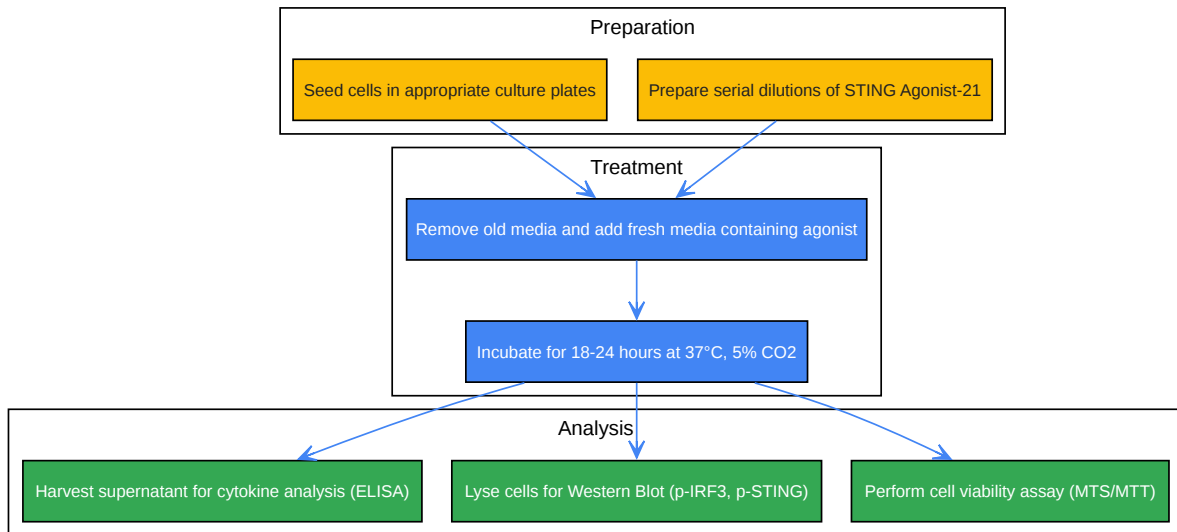 Preparation
Seed cells in appropriate culture plates
Prepare serial dilutions of STING Agonist-21
Treatment
Remove old media and add fresh media containing agonist
Incubate for 18-24 hours at 37°C, 5% CO2
Analysis
Harvest supernatant for cytokine analysis (ELISA)
Lyse cells for Western Blot (p-IRF3, p-STING)
Perform cell viability assay (MTS/MTT)